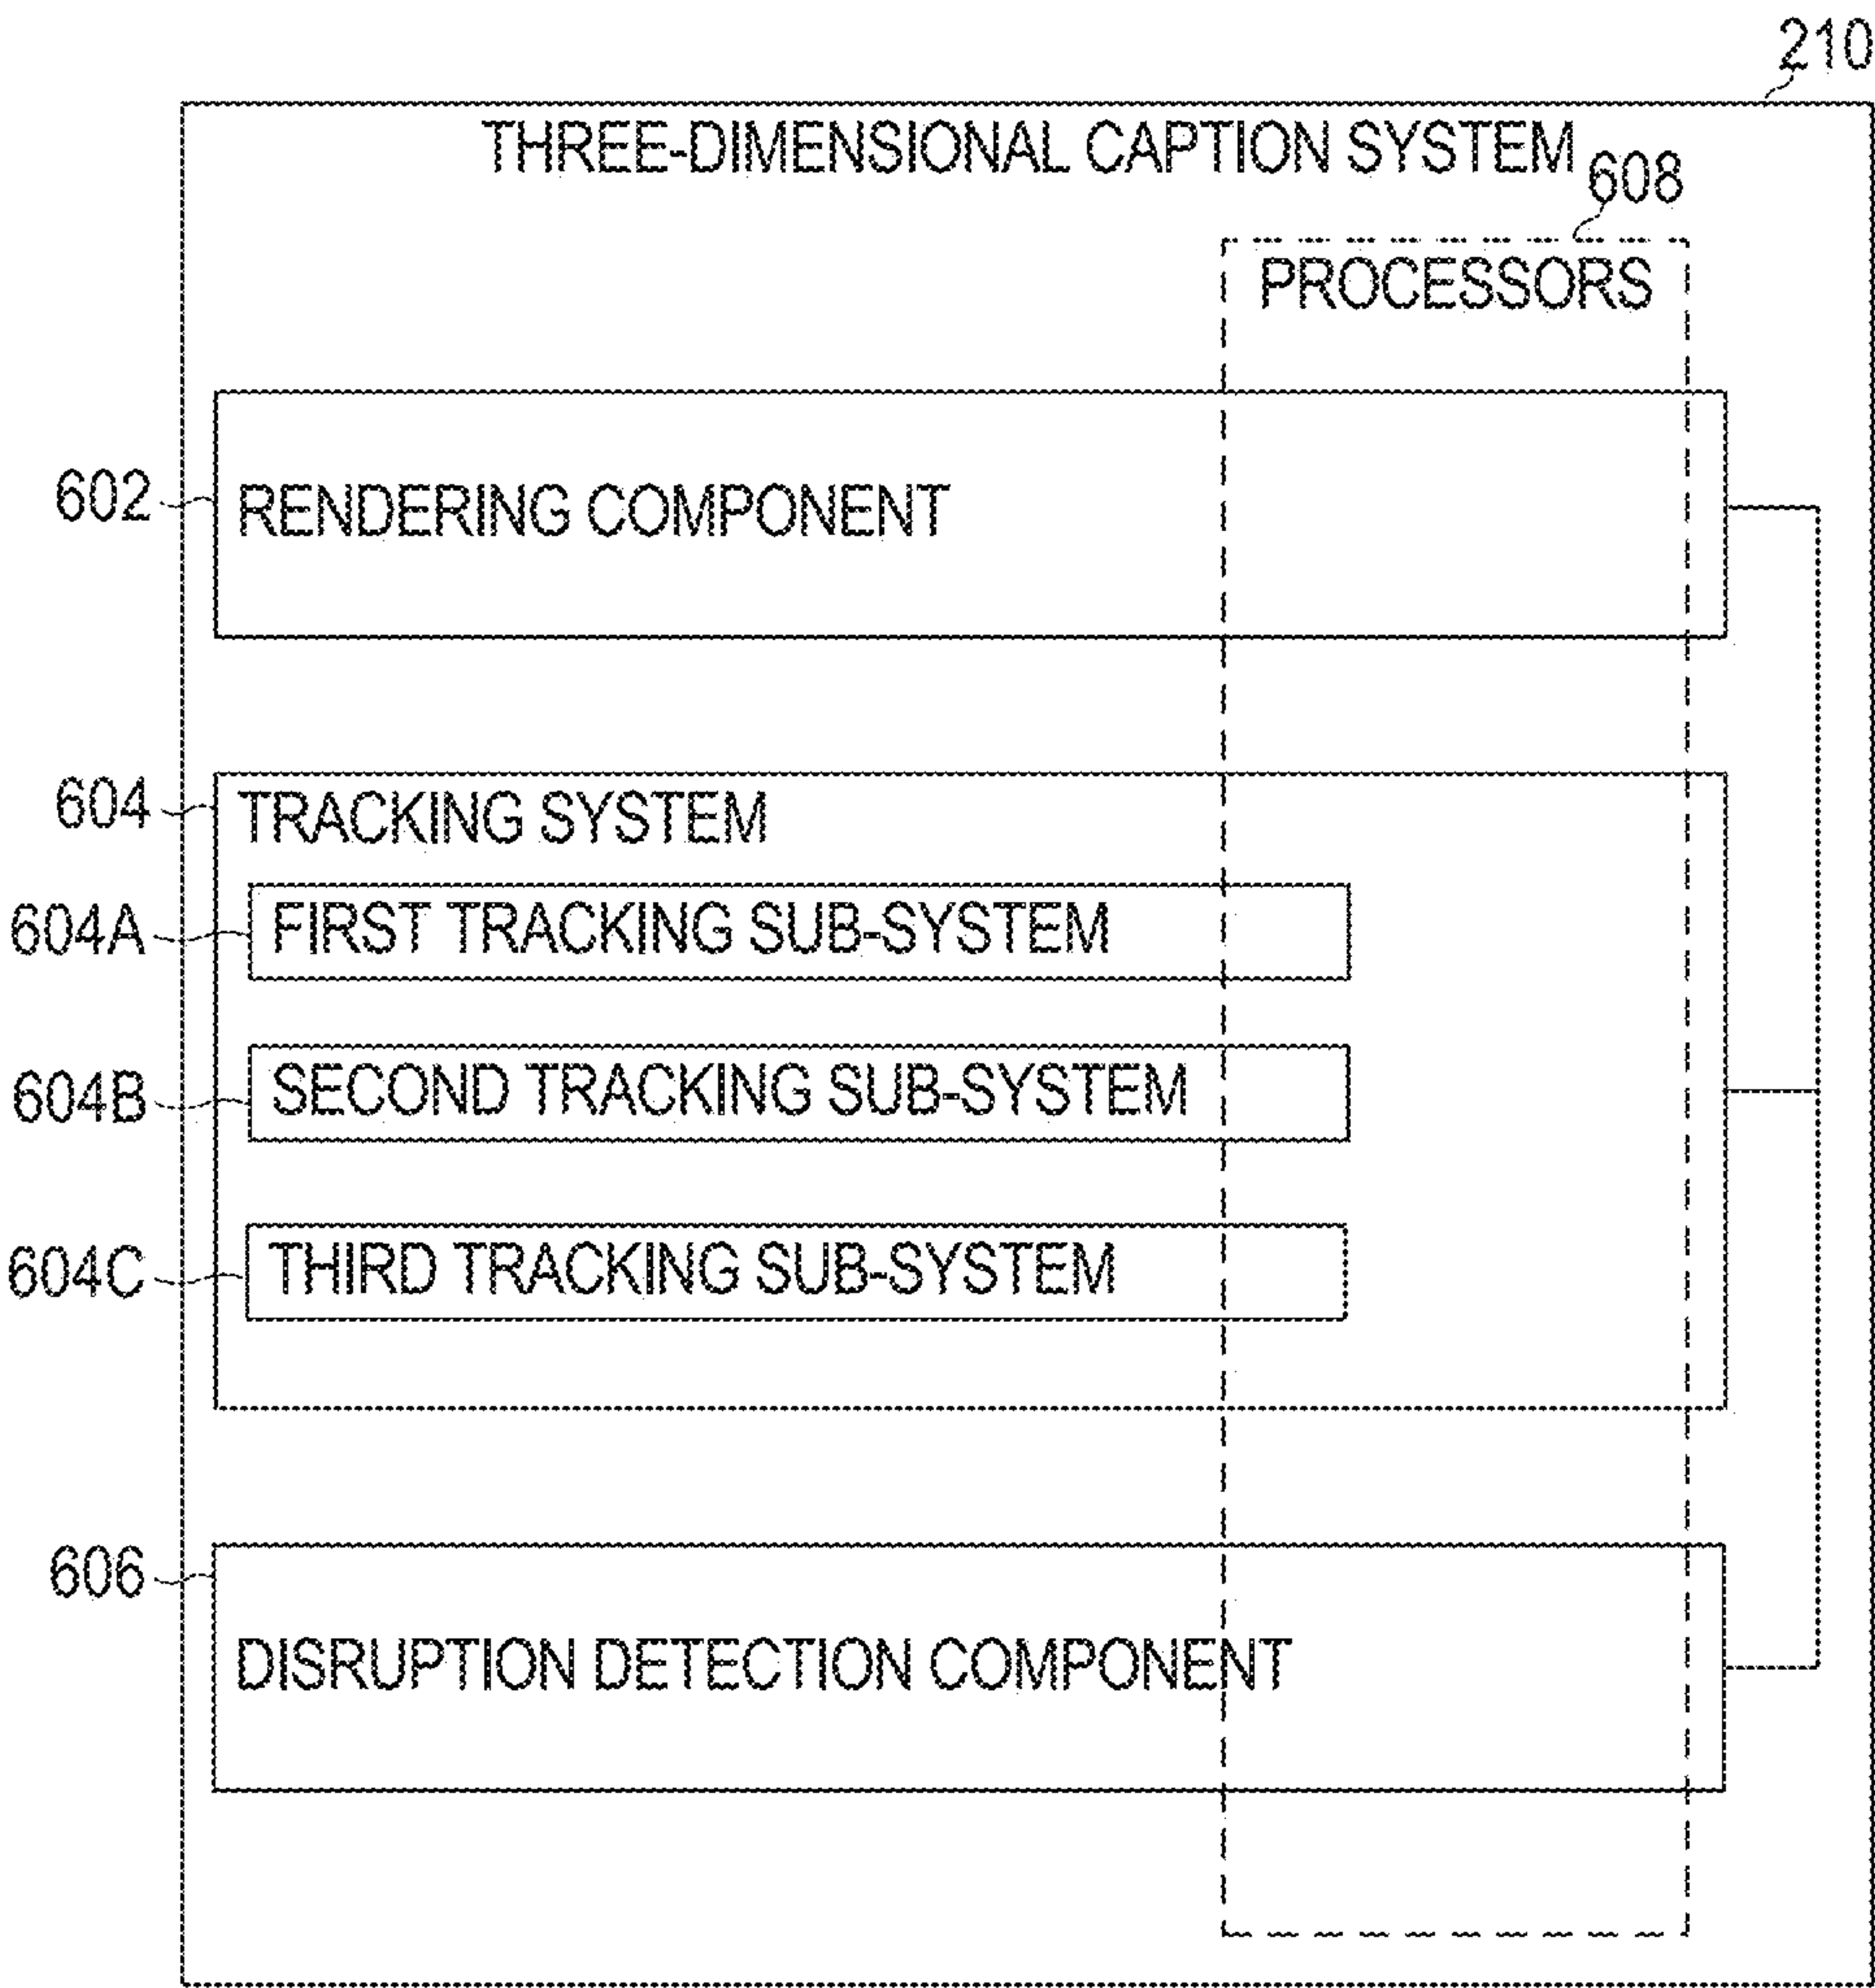 210
THREE-DIMENSIONAL CAPTION SYSTEM
608
PROCESSORS
602
RENDERING COMPONENT
604
TRACKING SYSTEM
604A
FIRST TRACKING SUB-SYSTEM
604B
SECOND TRACKING SUB-SYSTEM
604C
THIRD TRACKING SUB-SYSTEM
606
DISRUPTION DETECTION COMPONENT